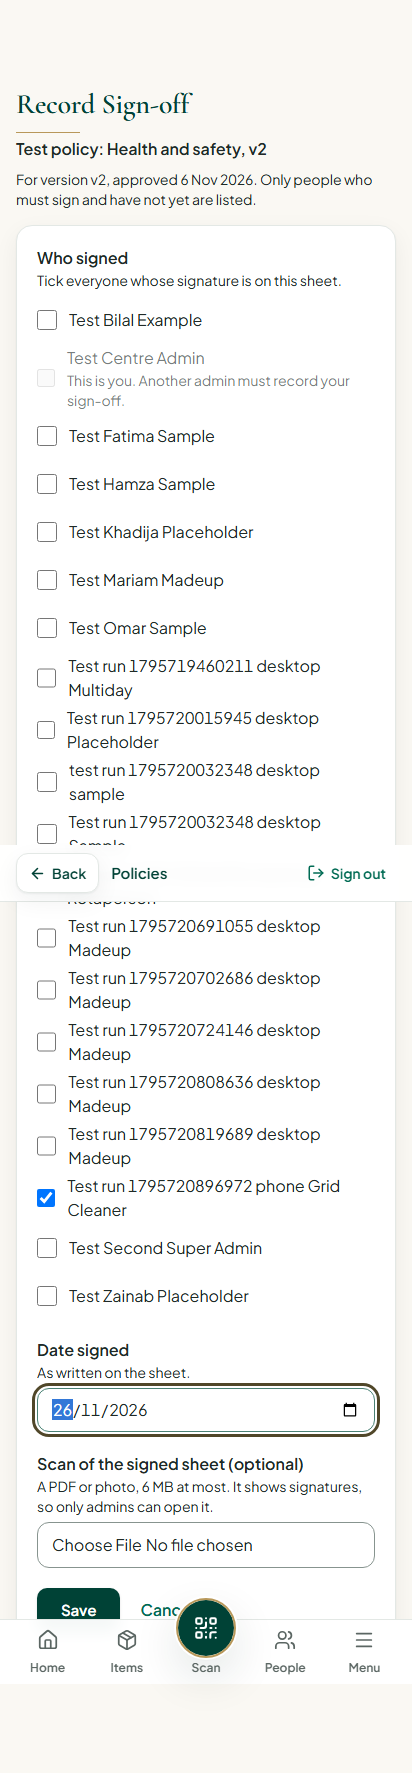 Record Sign-off
Test policy: Health and safety, v2
For version v2, approved 6 Nov 2026. Only people who
must sign and have not yet are listed.
Who signed
Tick everyone whose signature is on this sheet.
Test Bilal Example
Test Centre Admin
This is you. Another admin must record your
sign-off.
Test Fatima Sample
Test Hamza Sample
Test Khadija Placeholder
Test Mariam Madeup
Test Omar Sample
Test run 1795719460211 desktop
Multiday
Test run 1795720015945 desktop
Placeholder
test run 1795720032348 desktop
sample
Test run 1795720032348 desktop
Sample
Back
Policies
Sign out
Test run 1795720691055 desktop
Madeup
Test run 1795720702686 desktop
Madeup
Test run 1795720724146 desktop
Madeup
Test run 1795720808636 desktop
Madeup
Test run 1795720819689 desktop
Madeup
Test run 1795720896972 phone Grid
Cleaner
Test Second Super Admin
Test Zainab Placeholder
Date signed
As written on the sheet.
26/11/2026
Scan of the signed sheet (optional)
A PDF or photo, 6 MB at most. It shows signatures,
so only admins can open it.
Choose File No file chosen
Save
Home
Items
Scan
People
Menu